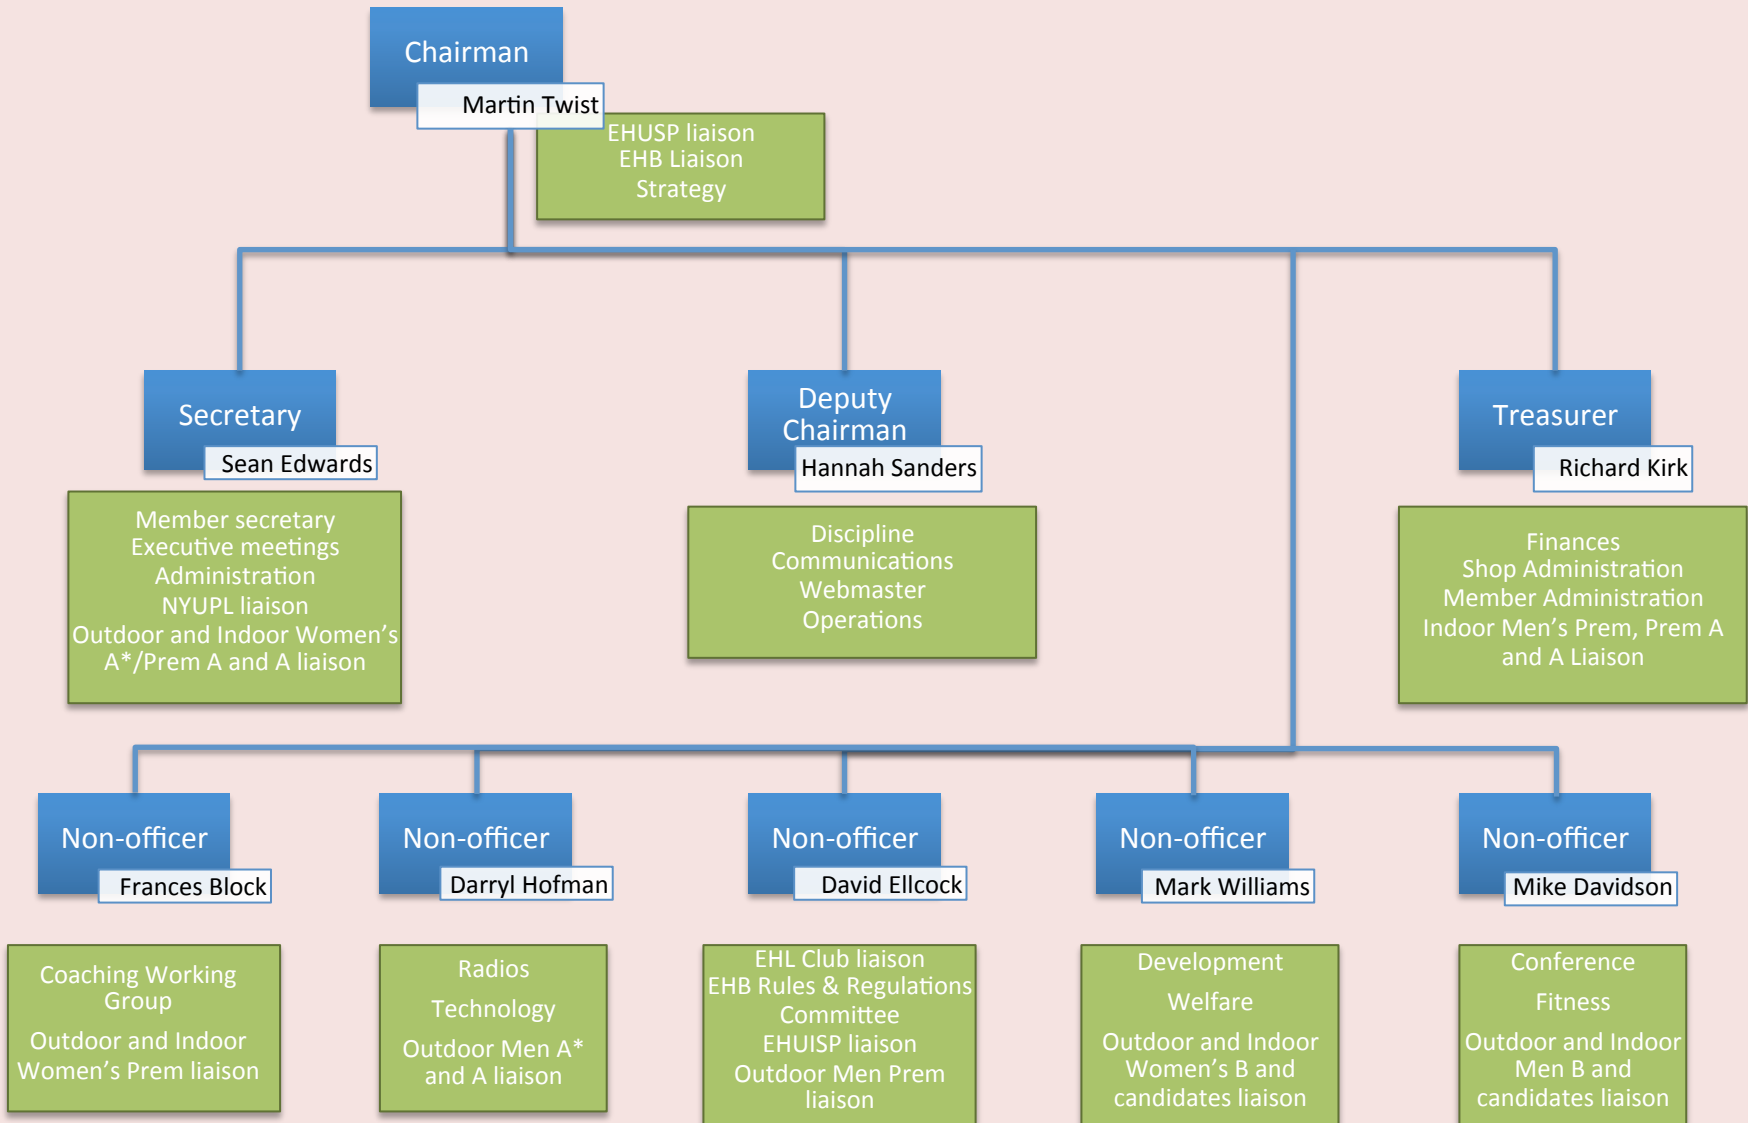 Chairman
Martin Twist
EHUSP liaison
EHB Liaison
Strategy
Secretary
Sean Edwards
Member secretary
Executive meetings
Administration
NYUPL liaison
Outdoor and Indoor Women's
A*/Prem A and A liaison
Deputy
Chairman
Hannah Sanders
Discipline
Communications
Webmaster
Operations
Treasurer
Richard Kirk
Finances
Shop Administration
Member Administration
Indoor Men's Prem, Prem A
and A Liaison
Non-officer
Frances Block
Coaching Working
Group
Outdoor and Indoor
Women's Prem liaison
Non-officer
Darryl Hofman
Radios
Technology
Outdoor Men A*
and A liaison
Non-officer
David Ellcock
EHL Club liaison
EHB Rules & Regulations
Committee
EHUISP liaison
Outdoor Men Prem
liaison
Non-officer
Mark Williams
Development
Welfare
Outdoor and Indoor
Women's B and
candidates liaison
Non-officer
Mike Davidson
Conference
Fitness
Outdoor and Indoor
Men B and
candidates liaison